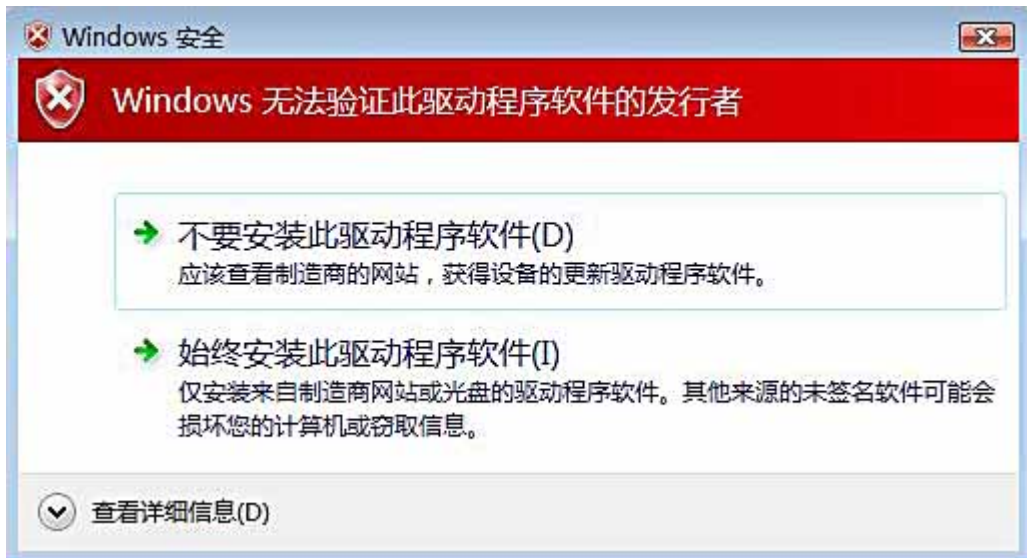 Windows 安全
Windows 无法验证此驱动程序软件的发行者
不要安装此驱动程序软件(D)
应该查看制造商的网站，获得设备的更新驱动程序软件。
始终安装此驱动程序软件(I)
仅安装来自制造商网站或光盘的驱动程序软件。其他来源的未签名软件可能会
损坏您的计算机或窃取信息。
查看详细信息(D)